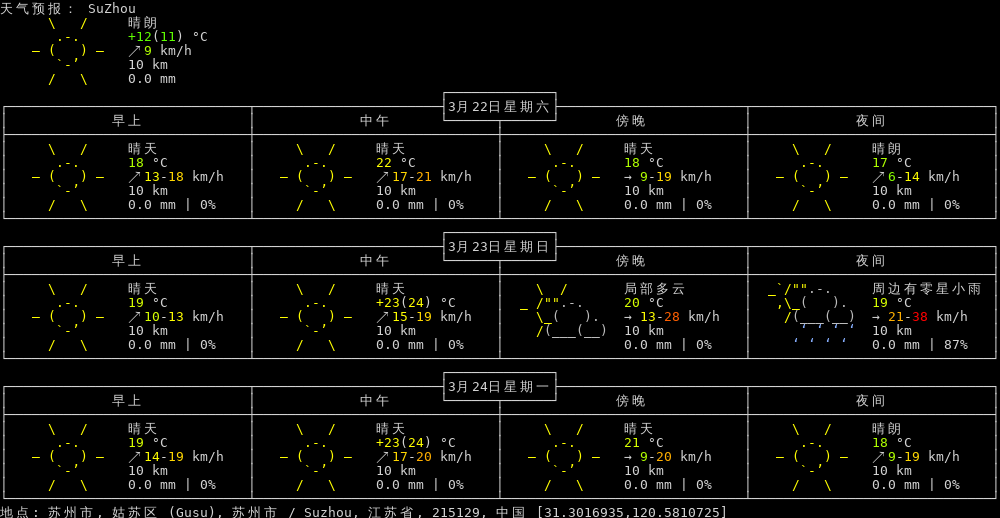 天气预报: SuZhou
晴朗
+12(11) °C
↗ 9 km/h
10 km
0.0 mm
3月22日星期六
早上 中午 傍晚 夜间
晴天 晴天 晴天 晴朗
18 °C 22 °C 18 °C 17 °C
↗ 13-18 km/h ↗ 17-21 km/h → 9-19 km/h ↗ 6-14 km/h
10 km 10 km 10 km 10 km
0.0 mm | 0% 0.0 mm | 0% 0.0 mm | 0% 0.0 mm | 0%
3月23日星期日
早上 中午 傍晚 夜间
晴天 晴天 局部多云 周边有零星小雨
19 °C +23(24) °C 20 °C 19 °C
↗ 10-13 km/h ↗ 15-19 km/h → 13-28 km/h → 21-38 km/h
10 km 10 km 10 km 10 km
0.0 mm | 0% 0.0 mm | 0% 0.0 mm | 0% 0.0 mm | 87%
3月24日星期一
早上 中午 傍晚 夜间
晴天 晴天 晴天 晴朗
19 °C +23(24) °C 21 °C 18 °C
↗ 14-19 km/h ↗ 17-20 km/h → 9-20 km/h ↗ 9-19 km/h
10 km 10 km 10 km 10 km
0.0 mm | 0% 0.0 mm | 0% 0.0 mm | 0% 0.0 mm | 0%
地点: 苏州市, 姑苏区 (Gusu), 苏州市 / Suzhou, 江苏省, 215129, 中国 [31.3016935,120.5810725]